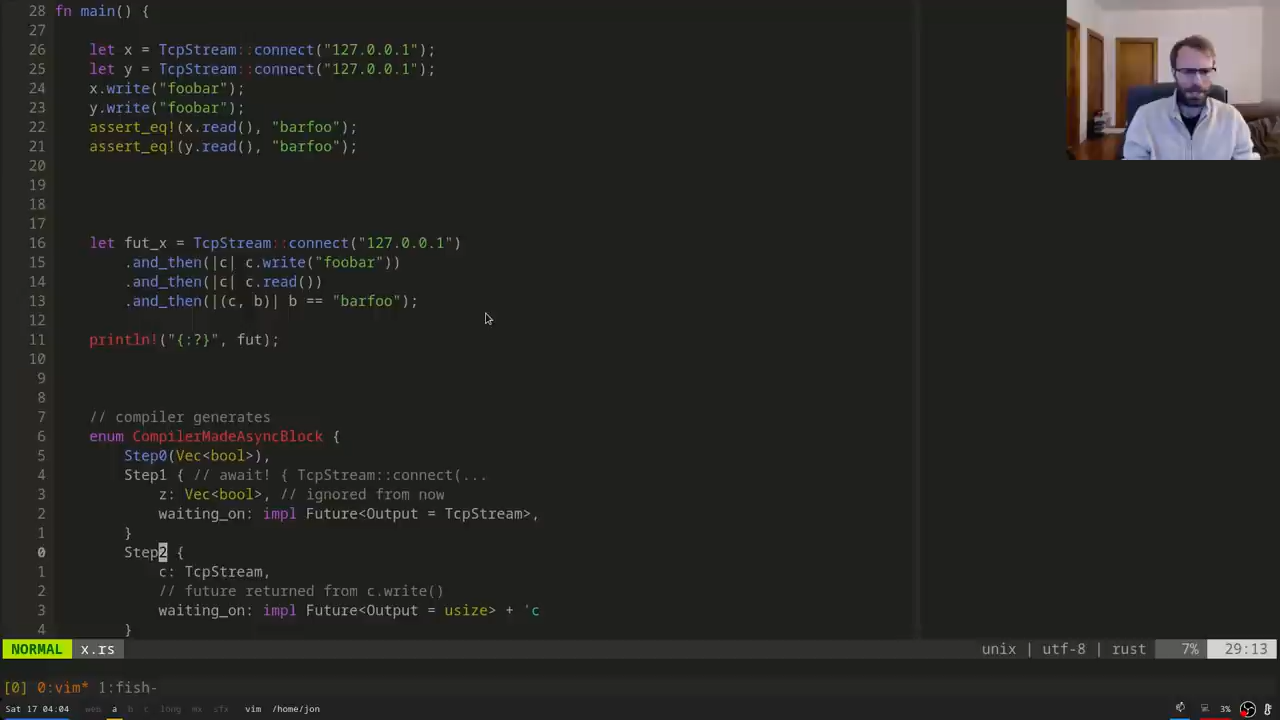 28 fn main() {
27
26 let x = TcpStream::connect("127.0.0.1");
25 let y = TcpStream::connect("127.0.0.1");
24 x.write("foobar");
23 y.write("foobar");
22 assert_eq!(x.read(), "barfoo");
21 assert_eq!(y.read(), "barfoo");
20
19
18
17
16 let fut_x = TcpStream::connect("127.0.0.1")
15 .and_then(|c| c.write("foobar"))
14 .and_then(|c| c.read())
13 .and_then(|(c, b)| b == "barfoo");
12
11 println!("{:?}", fut);
10
9
8
7 // compiler generates
6 enum CompilerMadeAsyncBlock {
5 Step0(Vec<bool>),
4 Step1 { // await! { TcpStream::connect(...
3 z: Vec<bool>, // ignored from now
2 waiting_on: impl Future<Output = TcpStream>,
1 }
0 Step2 {
1 c: TcpStream,
2 // future returned from c.write()
3 waiting_on: impl Future<Output = usize> + 'c
4 }
NORMAL x.rs unix | utf-8 | rust 7% 29:13
[0] 0:vim* 1:fish-
Sat 17 04:04 web a b c long mx sfx vim /home/jon 3%